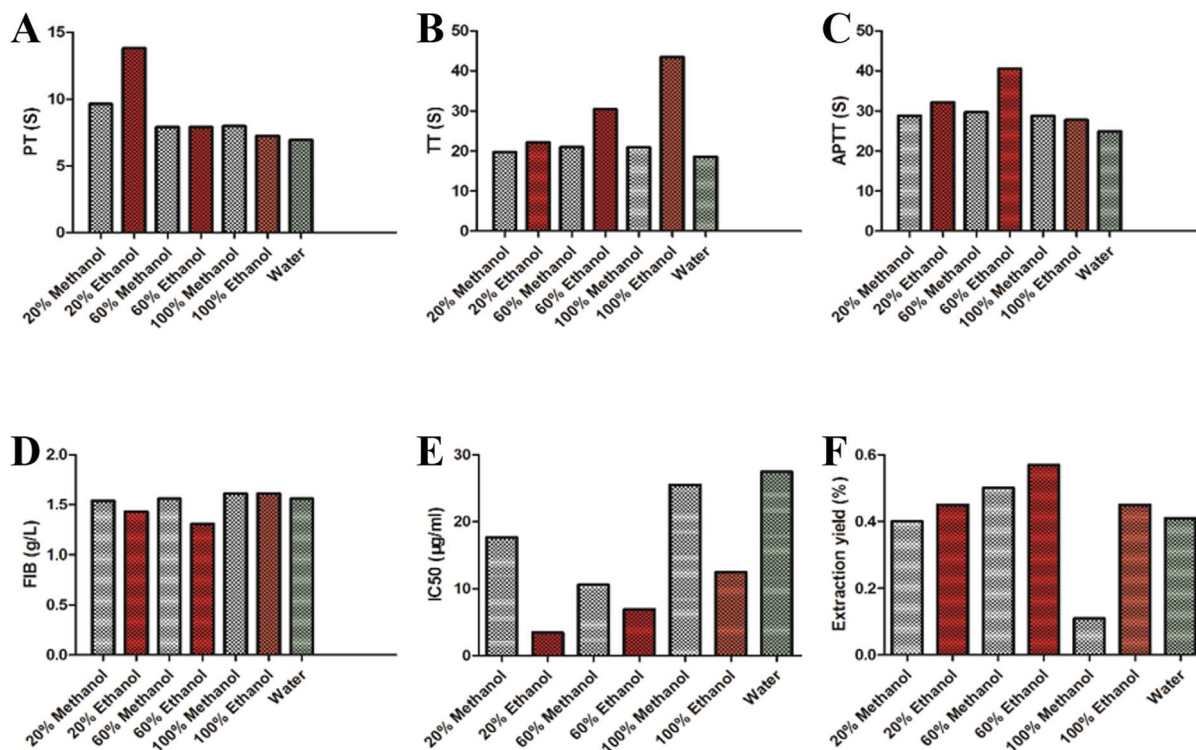 A
PT (S)
15
10
5
0
20% Methanol
20% Ethanol
60% Methanol
60% Ethanol
100% Methanol
100% Ethanol
Water
B
TT (S)
50
40
30
20
10
0
20% Methanol
20% Ethanol
60% Methanol
60% Ethanol
100% Methanol
100% Ethanol
Water
C
APTT (S)
50
40
30
20
10
0
20% Methanol
20% Ethanol
60% Methanol
60% Ethanol
100% Methanol
100% Ethanol
Water
D
FIB (g/L)
2.0
1.5
1.0
0.5
0.0
20% Methanol
20% Ethanol
60% Methanol
60% Ethanol
100% Methanol
100% Ethanol
Water
E
IC50 (µg/ml)
30
20
10
0
20% Methanol
20% Ethanol
60% Methanol
60% Ethanol
100% Methanol
100% Ethanol
Water
F
Extraction yield (%)
0.6
0.4
0.2
0.0
20% Methanol
20% Ethanol
60% Methanol
60% Ethanol
100% Methanol
100% Ethanol
Water